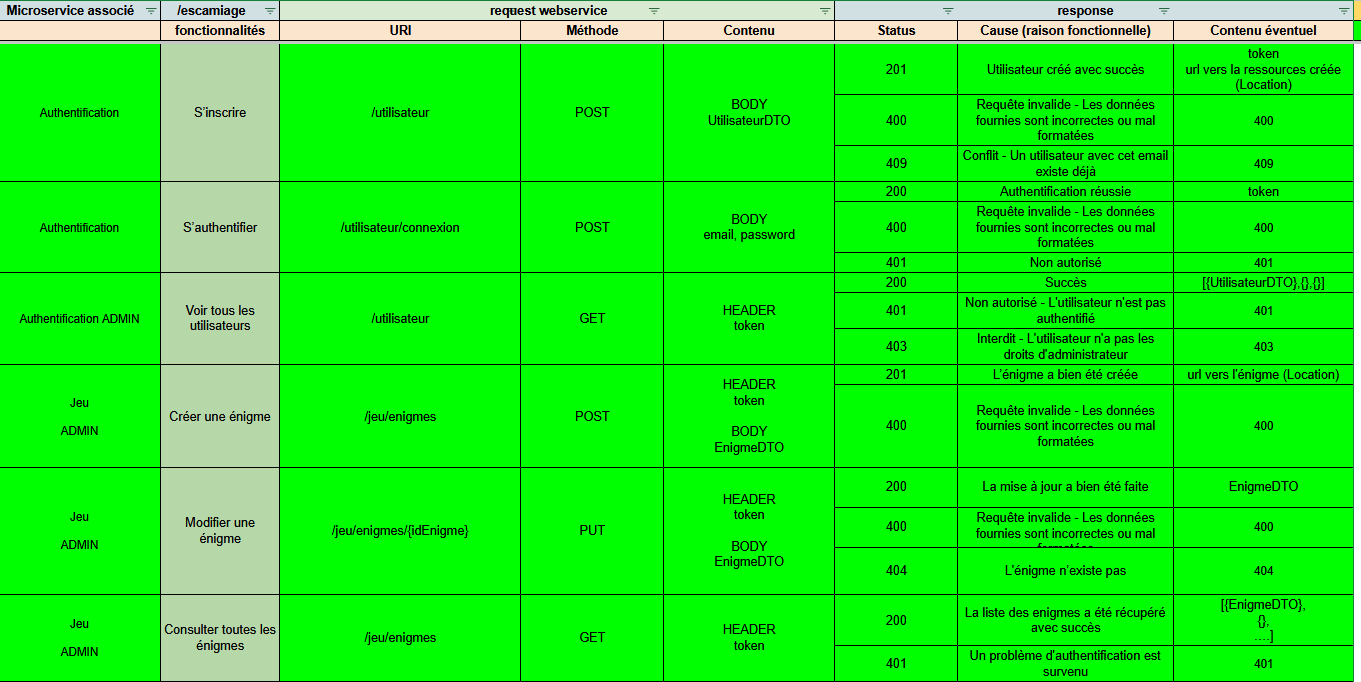 Microservice associé /escamiage request webservice response
fonctionnalités URI Méthode Contenu Status Cause (raison fonctionnelle) Contenu éventuel
Authentification
S'inscrire
/utilisateur
POST
BODY
UtilisateurDTO
201
Utilisateur créé avec succès
token
url vers la ressources créée
(Location)
400
Requête invalide - Les données
fournies sont incorrectes ou mal
formatées
400
409
Conflit - Un utilisateur avec cet email
existe déjà
409
Authentification
S'authentifier
/utilisateur/connexion
POST
BODY
email, password
200
Authentification réussie
token
400
Requête invalide - Les données
fournies sont incorrectes ou mal
formatées
400
401
Non autorisé
401
Authentification ADMIN
Voir tous les
utilisateurs
/utilisateur
GET
HEADER
token
200
Succès
[{UtilisateurDTO},{},{}]
401
Non autorisé - L'utilisateur n'est pas
authentifié
401
403
Interdit - L'utilisateur n'a pas les
droits d'administrateur
403
Jeu
ADMIN
Créer une énigme
/jeu/enigmes
POST
HEADER
token
BODY
EnigmeDTO
201
L'énigme a bien été créée
url vers l'énigme (Location)
400
Requête invalide - Les données
fournies sont incorrectes ou mal
formatées
400
Jeu
ADMIN
Modifier une
énigme
/jeu/enigmes/{idEnigme}
PUT
HEADER
token
BODY
EnigmeDTO
200
La mise à jour a bien été faite
EnigmeDTO
400
Requête invalide - Les données
fournies sont incorrectes ou mal
400
404
L'énigme n'existe pas
404
Jeu
ADMIN
Consulter toutes les
énigmes
/jeu/enigmes
GET
HEADER
token
200
La liste des enigmes a été récupéré
avec succès
[{EnigmeDTO},
{},
….]
401
Un problème d'authentification est
survenu
401